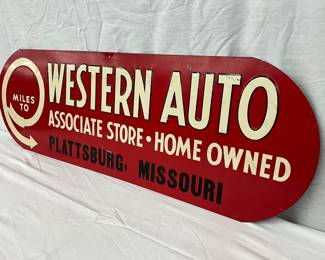 MILES
TO
WESTERN AUTO
ASSOCIATE STORE • HOME OWNED
PLATTSBURG, MISSOURI